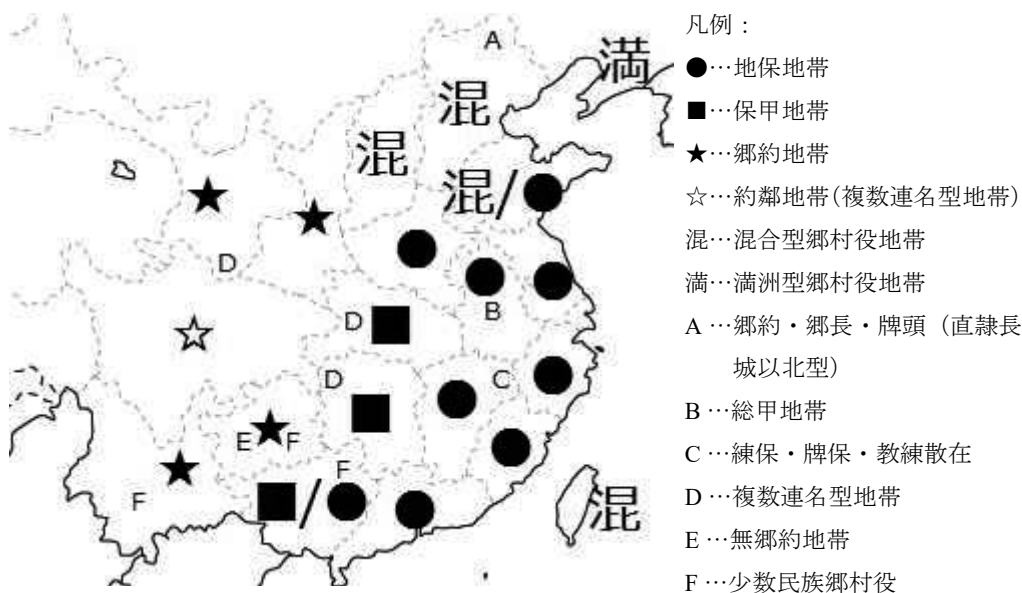 A
満
混
混
混/
D
B
D
D
C
E
F
F
F
/
混
凡例：
●…地保地帯
■…保甲地帯
★…郷約地帯
☆…約鄰地帯（複数連名型地帯）
混…混合型郷村役地帯
満…満洲型郷村役地帯
A …郷約・郷長・牌頭（直隷長
城以北型）
B …総甲地帯
C …練保・牌保・教練散在
D …複数連名型地帯
E …無郷約地帯
F …少数民族郷村役